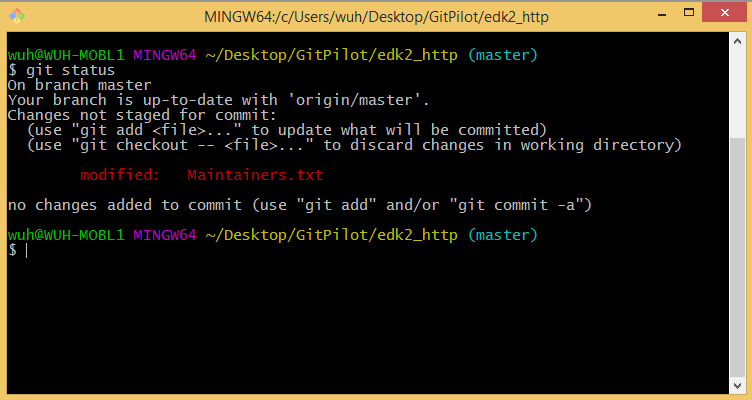 MINGW64:/c/Users/wuh/Desktop/GitPilot/edk2_http
wuh@WUH-MOBL1 MINGW64 ~/Desktop/GitPilot/edk2_http (master)
$ git status
On branch master
Your branch is up-to-date with 'origin/master'.
Changes not staged for commit:
  (use "git add <file>..." to update what will be committed)
  (use "git checkout -- <file>..." to discard changes in working directory)
        modified:   Maintainers.txt
no changes added to commit (use "git add" and/or "git commit -a")
wuh@WUH-MOBL1 MINGW64 ~/Desktop/GitPilot/edk2_http (master)
$